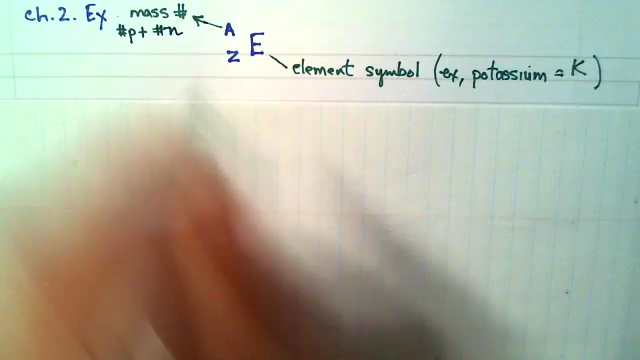 ch.2. Ex. mass #
#p+ #n
A
Z E
element symbol (ex, potassium = K)